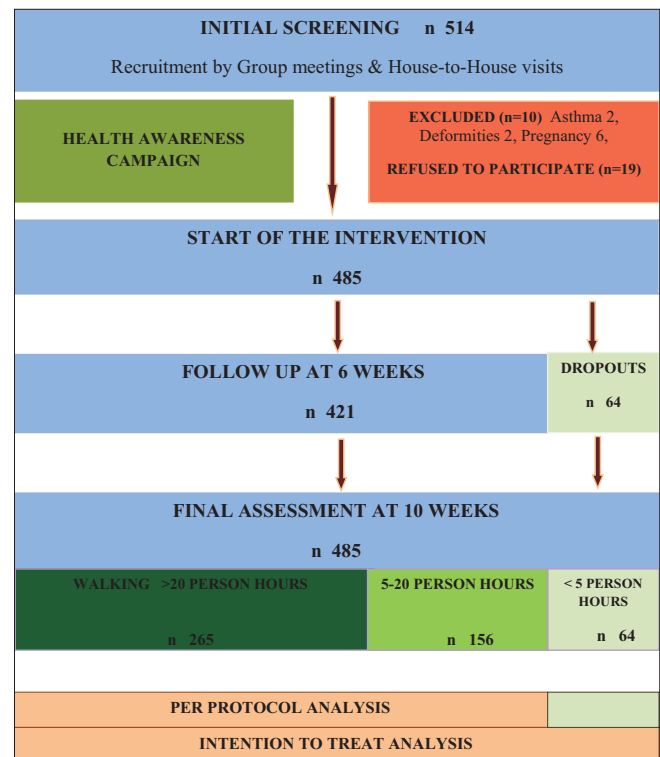 INITIAL SCREENING n 514
Recruitment by Group meetings & House-to-House visits
HEALTH AWARENESS
CAMPAIGN
EXCLUDED (n=10) Asthma 2,
Deformities 2, Pregnancy 6,
REFUSED TO PARTICIPATE (n=19)
START OF THE INTERVENTION
n 485
FOLLOW UP AT 6 WEEKS
n 421
DROPOUTS
n 64
FINAL ASSESSMENT AT 10 WEEKS
n 485
WALKING >20 PERSON HOURS
n 265
5-20 PERSON HOURS
n 156
< 5 PERSON
HOURS
n 64
PER PROTOCOL ANALYSIS
INTENTION TO TREAT ANALYSIS